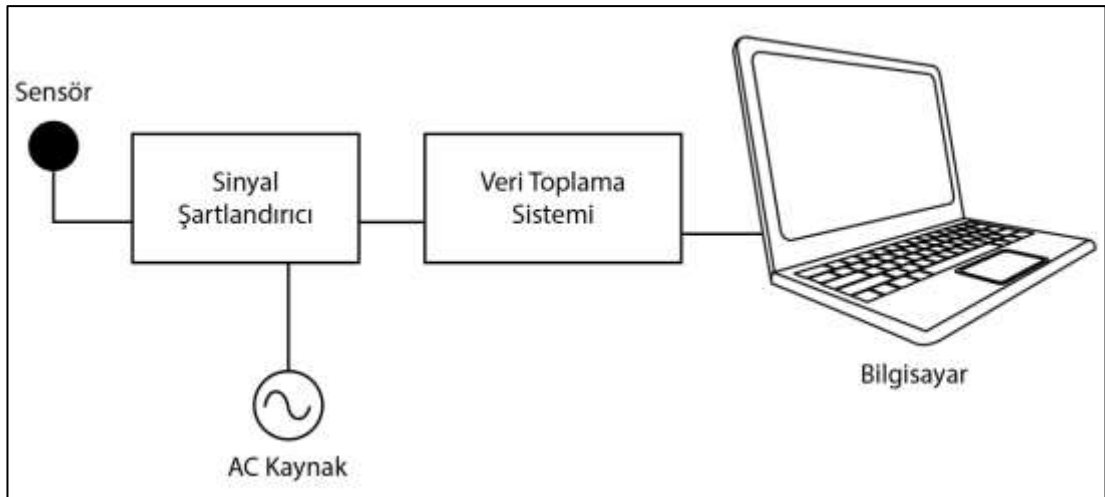 Sensör
Sinyal
Şartlandırıcı
Veri Toplama
Sistemi
Bilgisayar
AC Kaynak